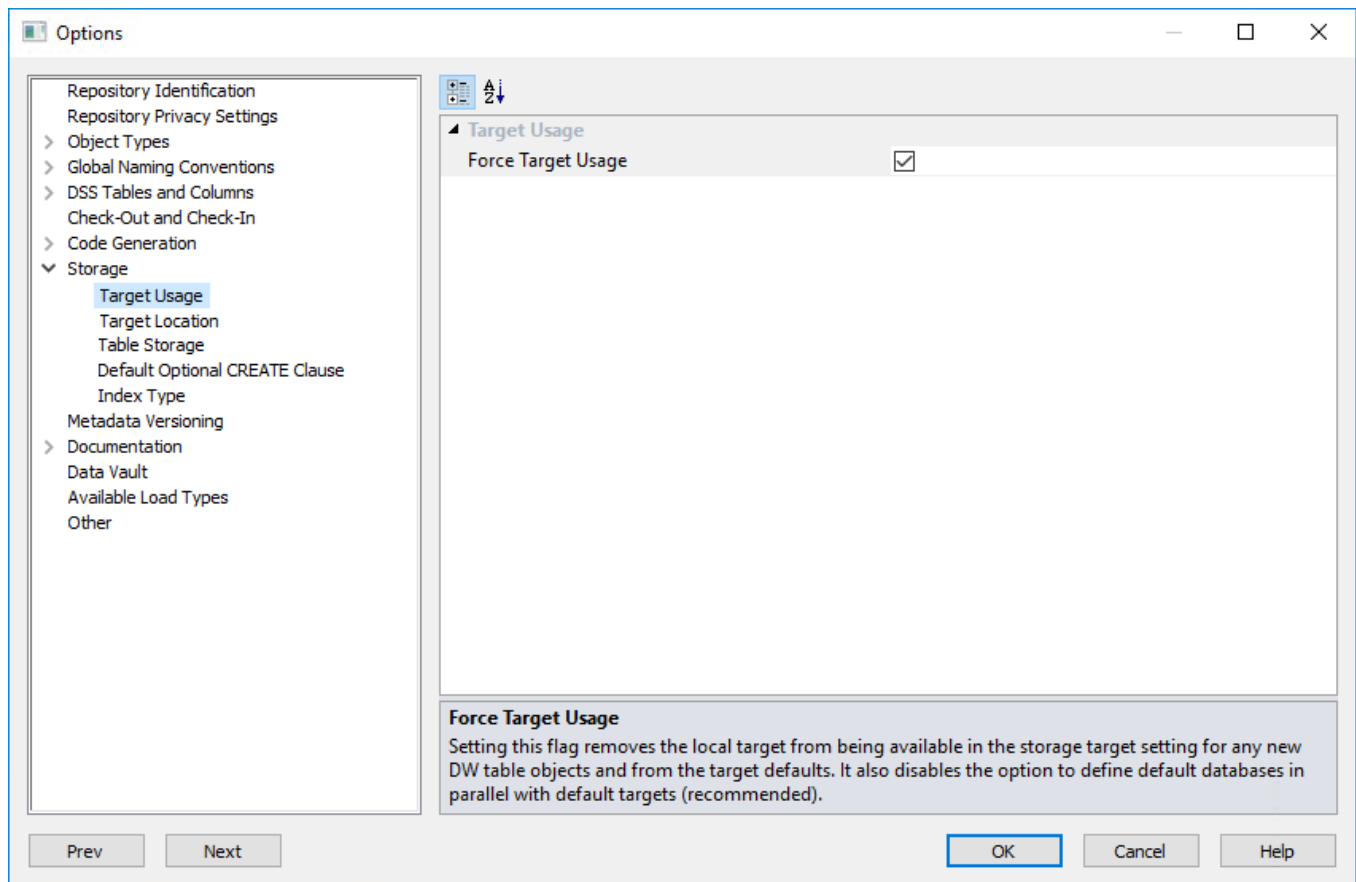 Options
Repository Identification
Repository Privacy Settings
Object Types
Global Naming Conventions
DSS Tables and Columns
Check-Out and Check-In
Code Generation
Storage
Target Usage
Target Location
Table Storage
Default Optional CREATE Clause
Index Type
Metadata Versioning
Documentation
Data Vault
Available Load Types
Other
A
Z
Target Usage
Force Target Usage
Force Target Usage
Setting this flag removes the local target from being available in the storage target setting for any new
DW table objects and from the target defaults. It also disables the option to define default databases in
parallel with default targets (recommended).
Prev
Next
OK
Cancel
Help